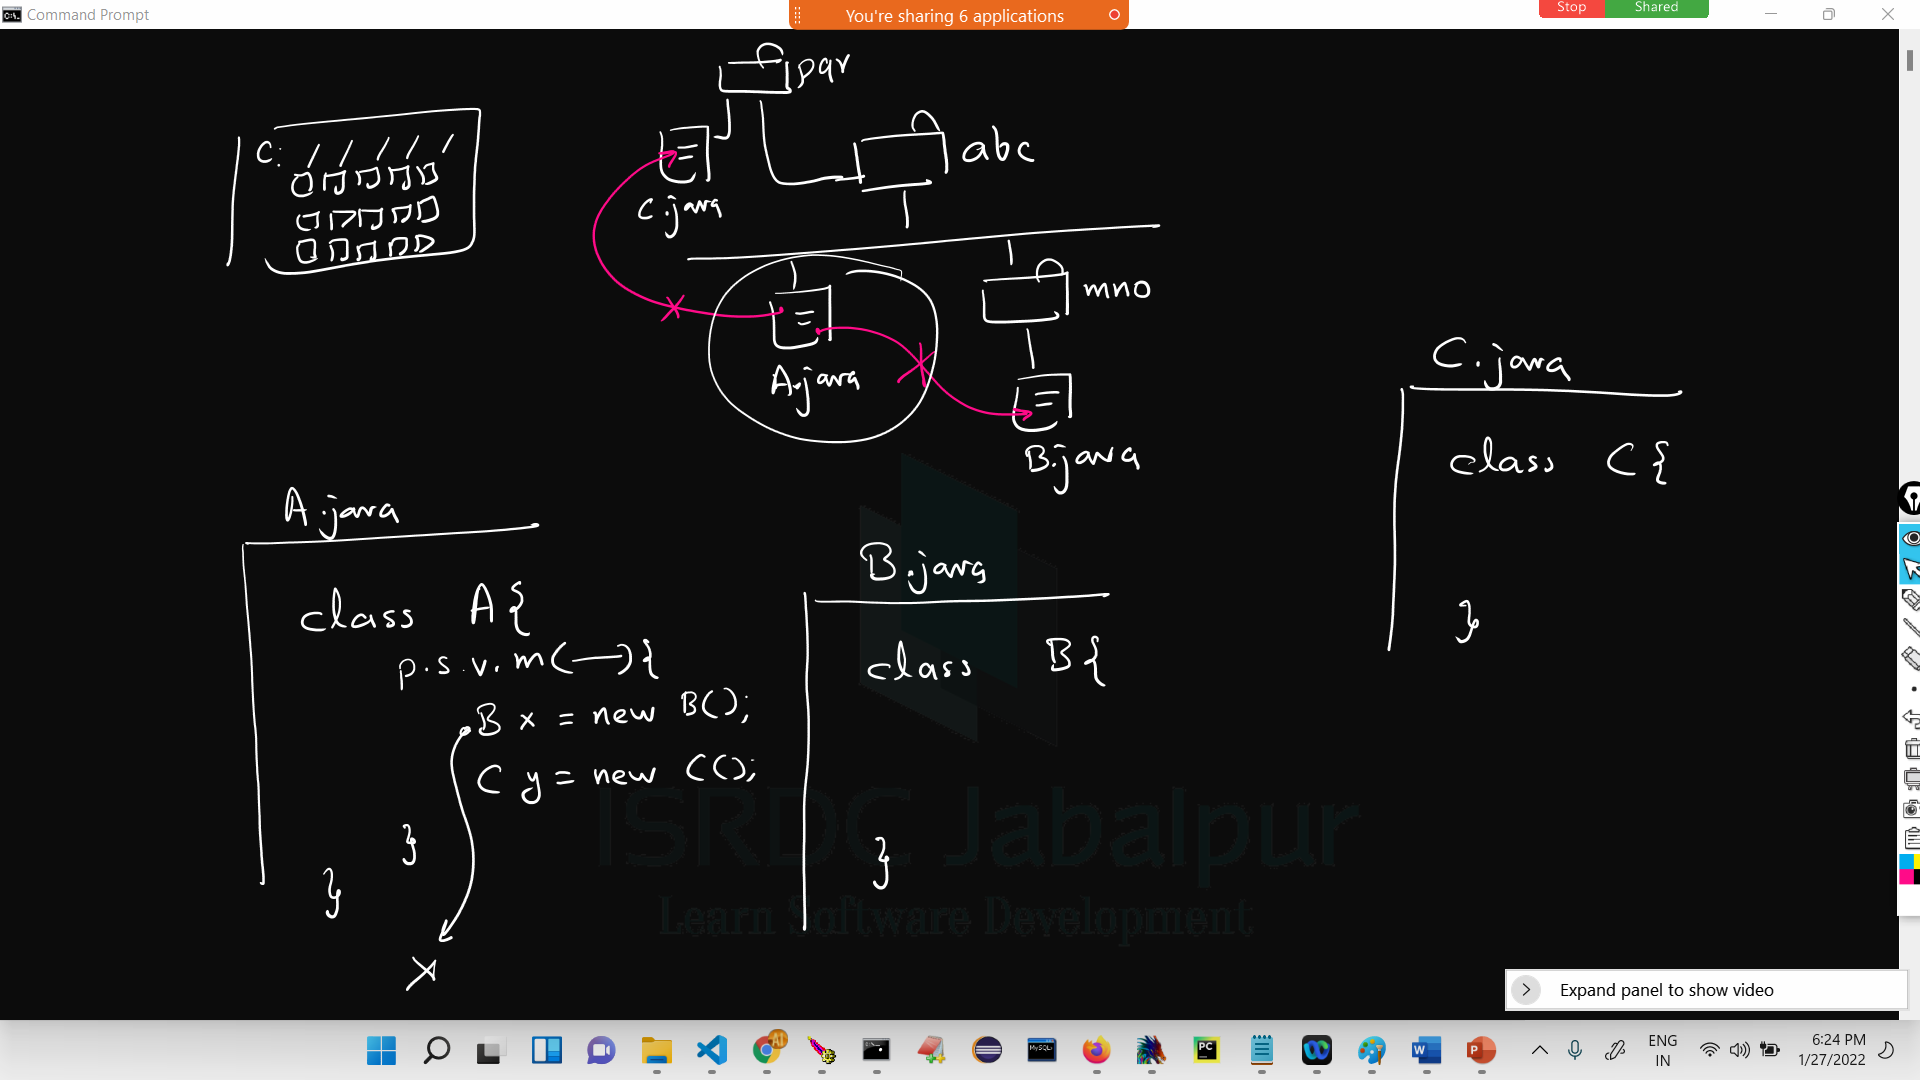 Command Prompt
You're sharing 6 applications
Stop
Shared
pqr
C:
abc
C.java
mno
A.java
B.java
C.java
class C{
}
A.java
class A{
p.s.v.m(—){
B x = new B();
C y = new C();
}
}
x
B.java
class B{
}
ISRDC Jabalpur
Learn Software Development
Expand panel to show video
ENG
IN
6:24 PM
1/27/2022